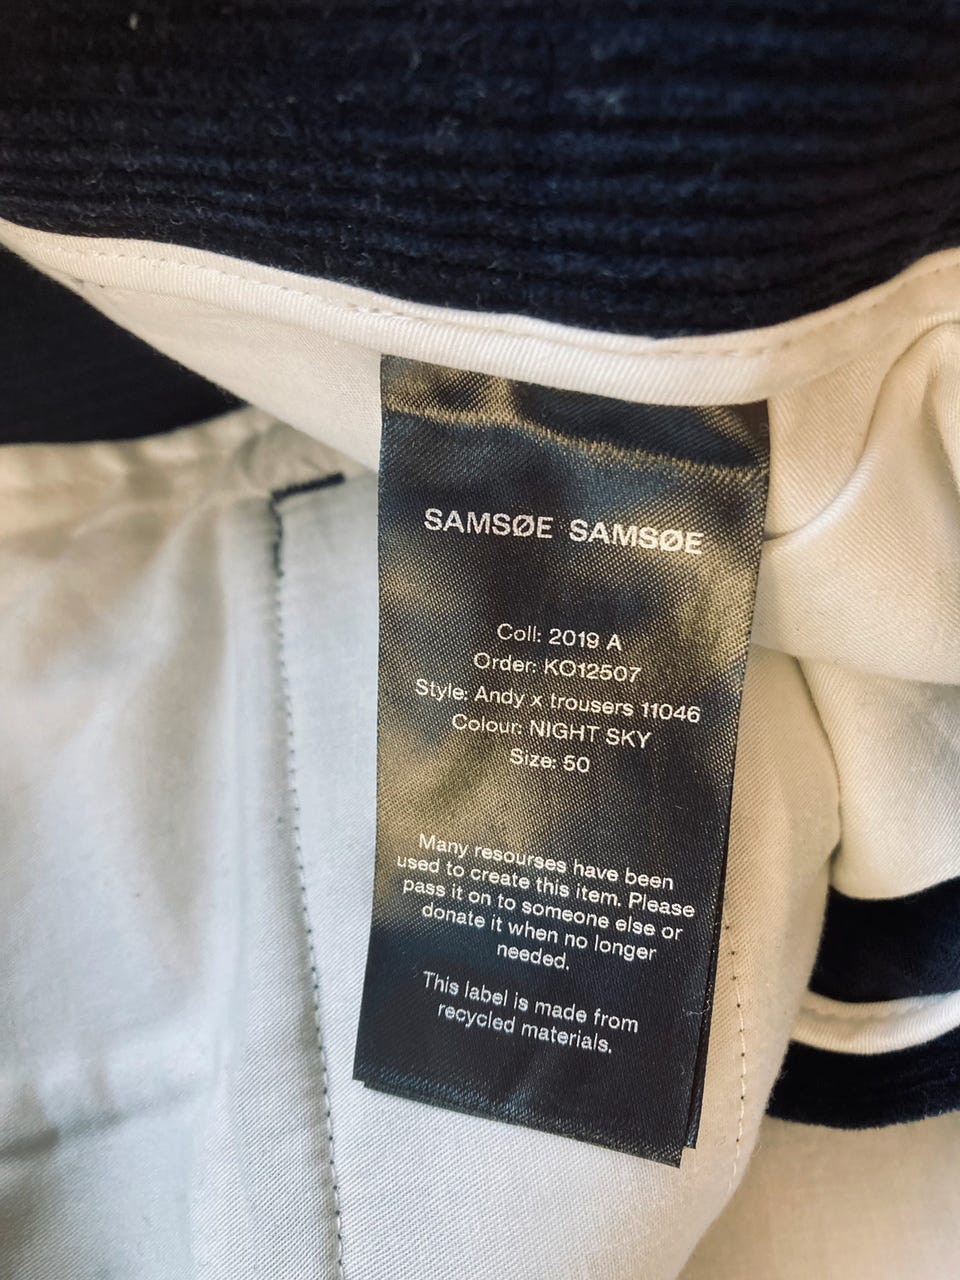 SAMSØE SAMSØE
Coll: 2019 A
Order: KO12507
Style: Andy x trousers 11046
Colour: NIGHT SKY
Size: 50
Many resourses have been
used to create this item. Please
pass it on to someone else or
donate it when no longer
needed.
This label is made from
recycled materials.